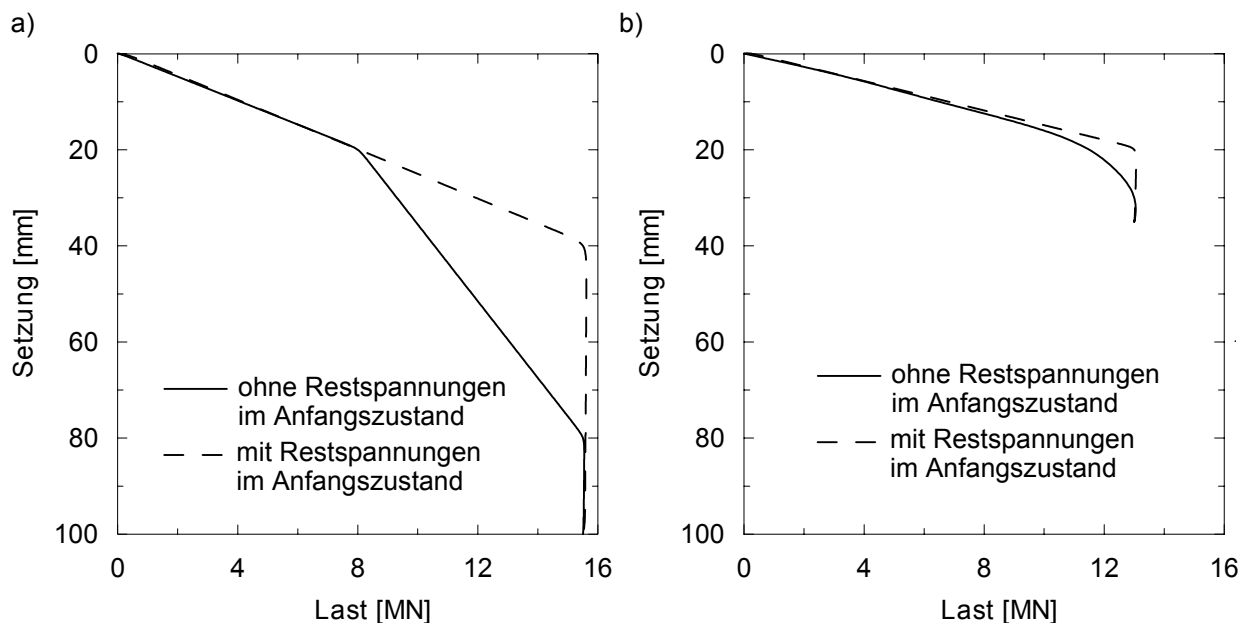 a)
0
20
40
60
80
100
Setzung [mm]
ohne Restspannungen
im Anfangszustand
mit Restspannungen
im Anfangszustand
0 4 8 12 16
Last [MN]
b)
0
20
40
60
80
100
Setzung [mm]
ohne Restspannungen
im Anfangszustand
mit Restspannungen
im Anfangszustand
0 4 8 12 16
Last [MN]